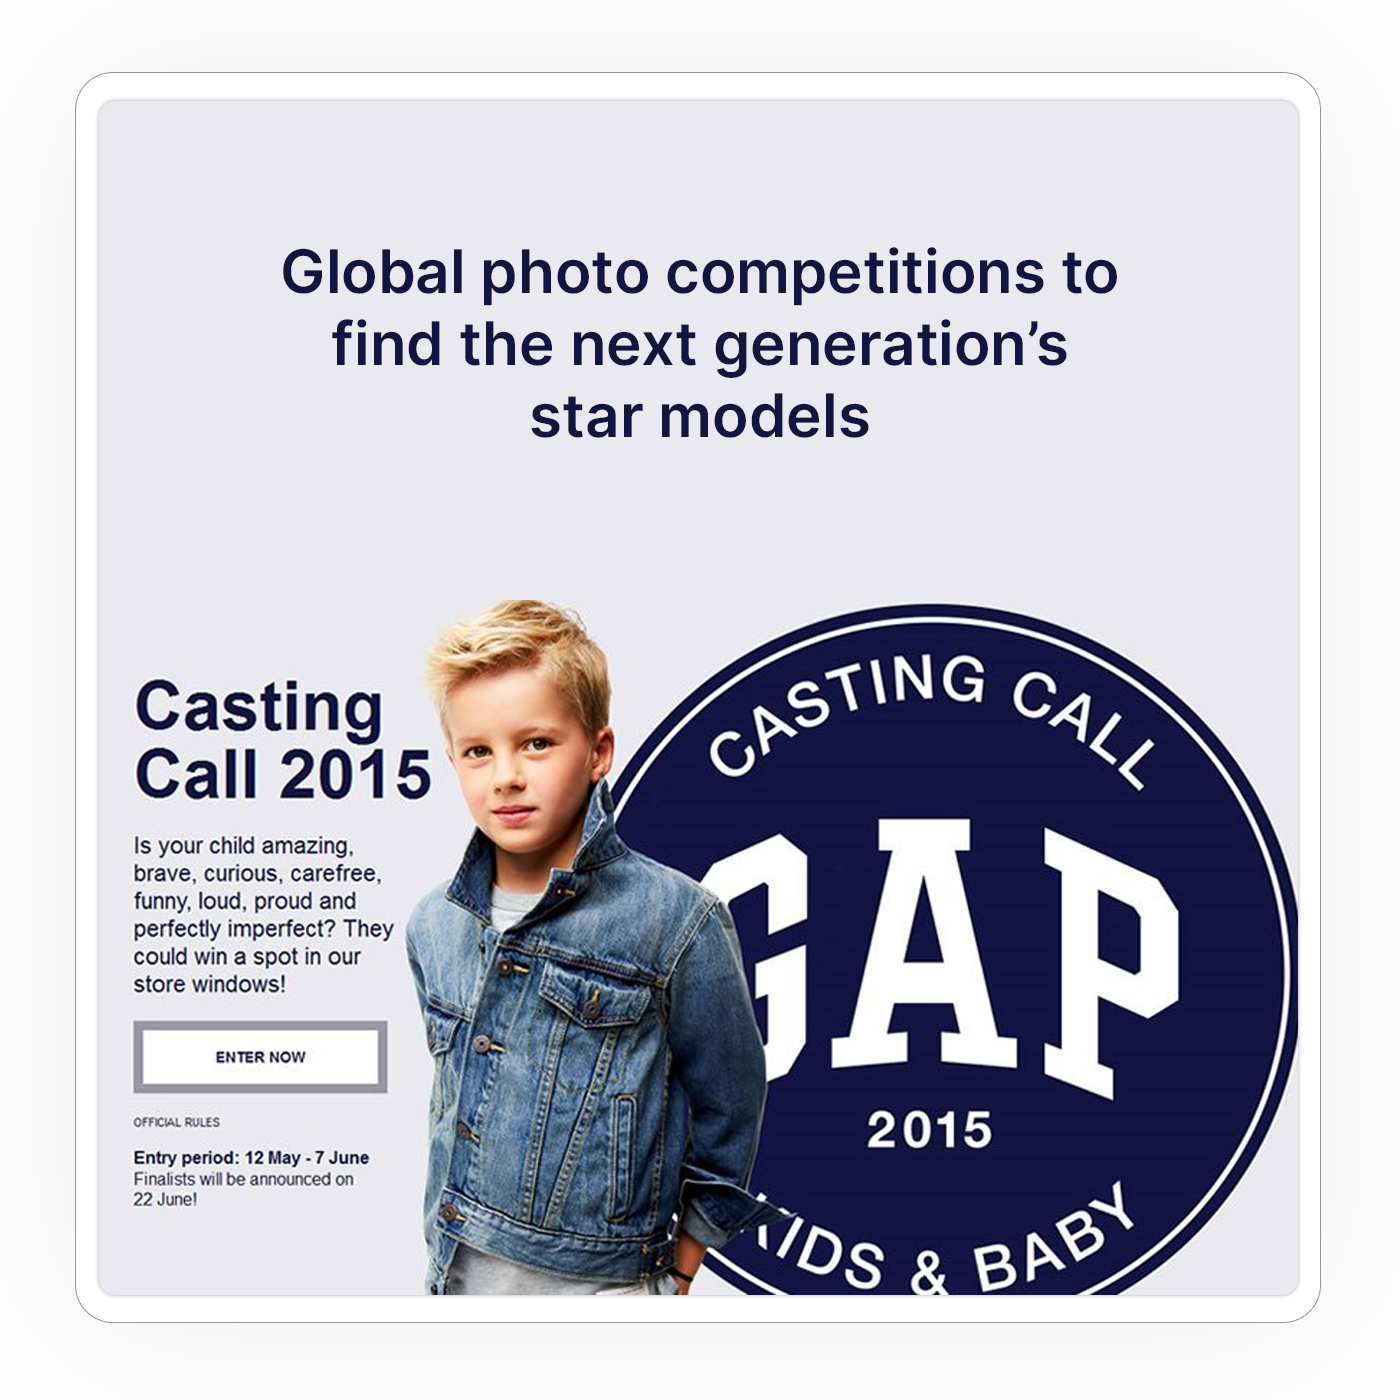 Global photo competitions to
find the next generation’s
star models
Casting
Call 2015
Is your child amazing,
brave, curious, carefree,
funny, loud, proud and
perfectly imperfect? They
could win a spot in our
store windows!
ENTER NOW
OFFICIAL RULES
Entry period: 12 May - 7 June
Finalists will be announced on
22 June!
CASTING CALL
GAP
2015
KIDS & BABY